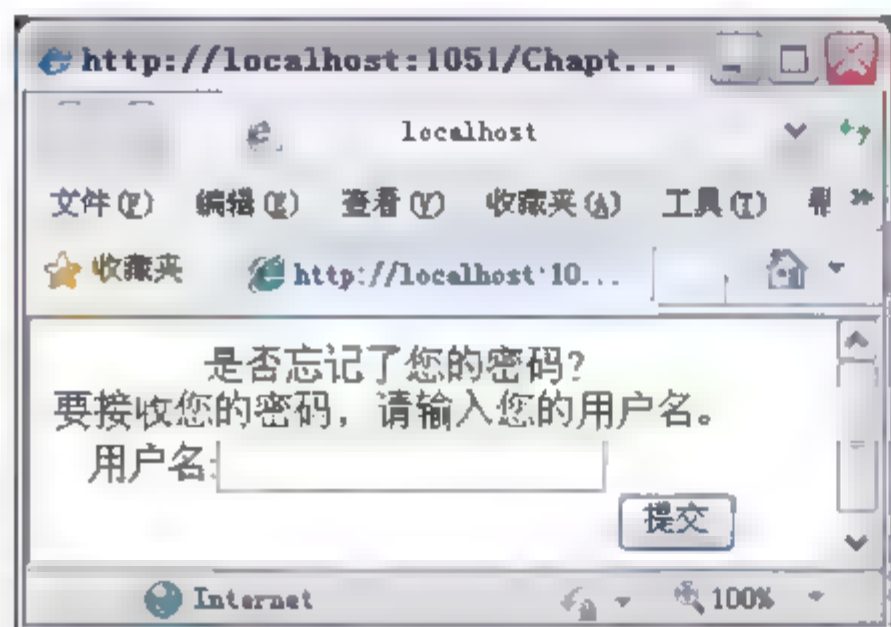 http://localhost:1051/Chapt...
localhost
文件(F) 编辑(E) 查看(V) 收藏夹(A) 工具(T) 帮 »
收藏夹 http://localhost:10...
是否忘记了您的密码?
要接收您的密码，请输入您的用户名。
用户名:
提交
Internet 100%